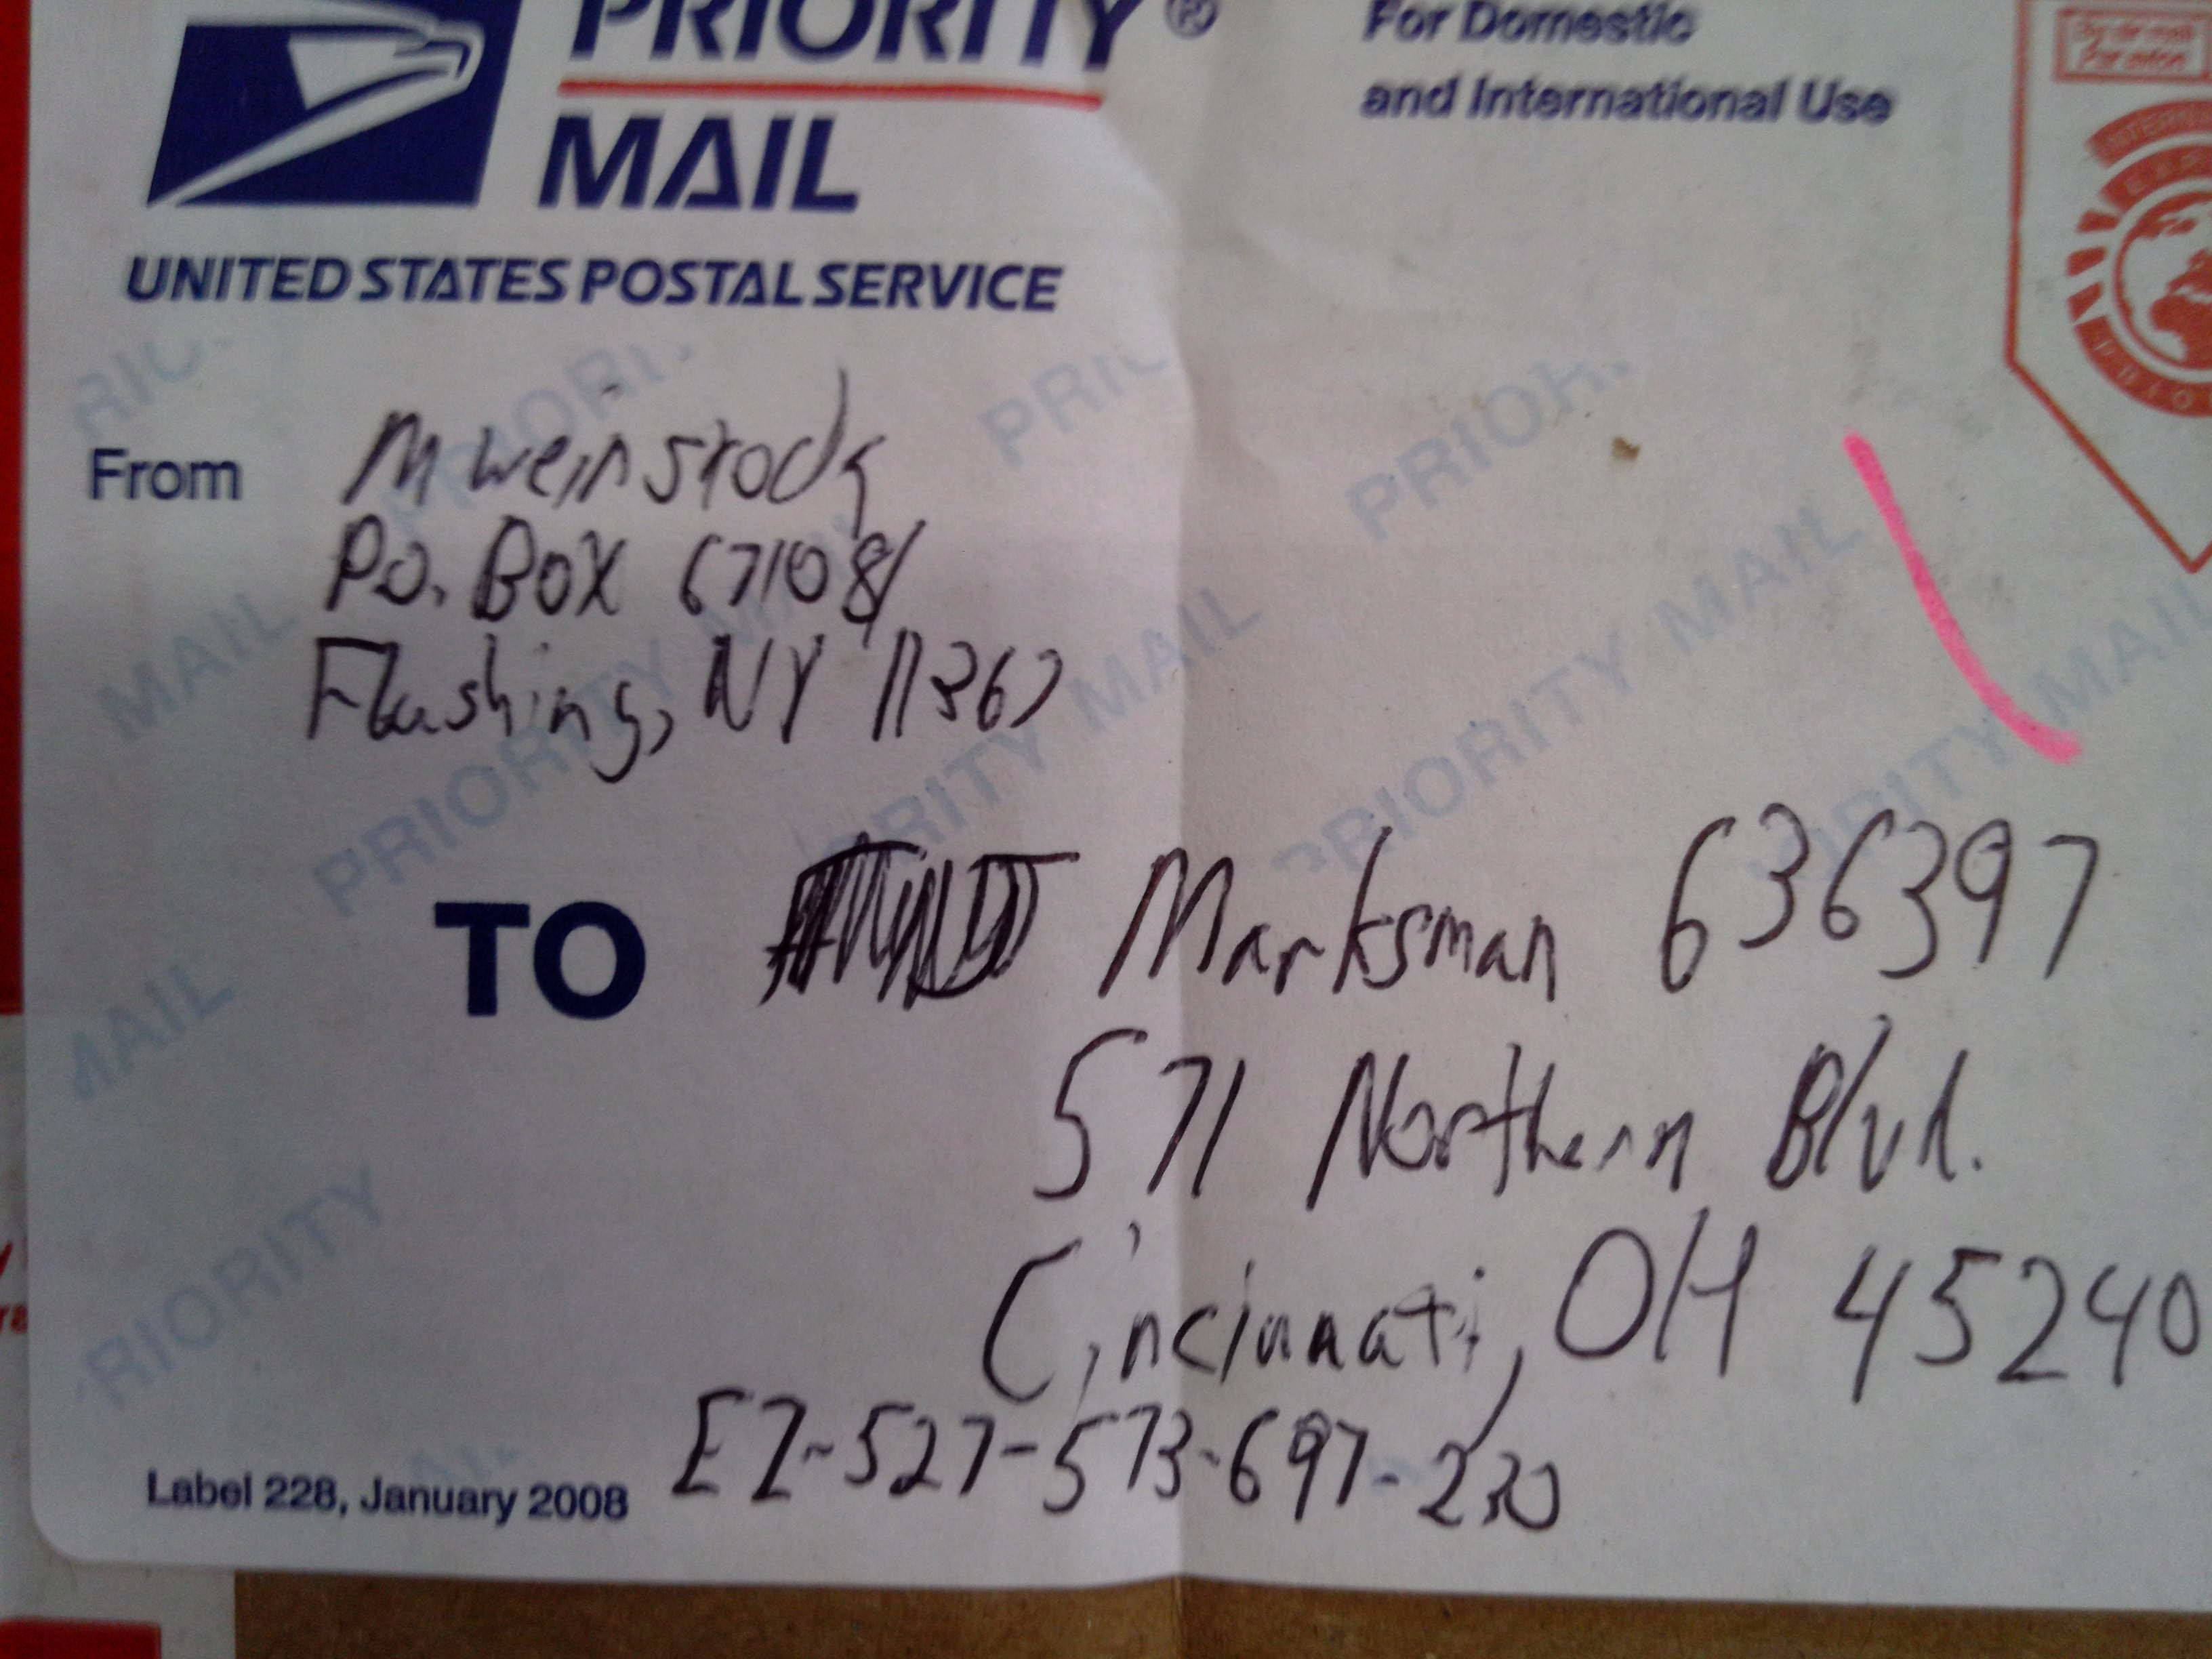 PRIORITY®
MAIL
UNITED STATES POSTAL SERVICE
For Domestic
and International Use
From
M Weinstock
P.O. Box 671081
Flushing, NY 11367
TO
Marksman 636397
571 Northern Blvd.
Cincinnati, OH 45240
EZ-527-573-697-230
Label 228, January 2008